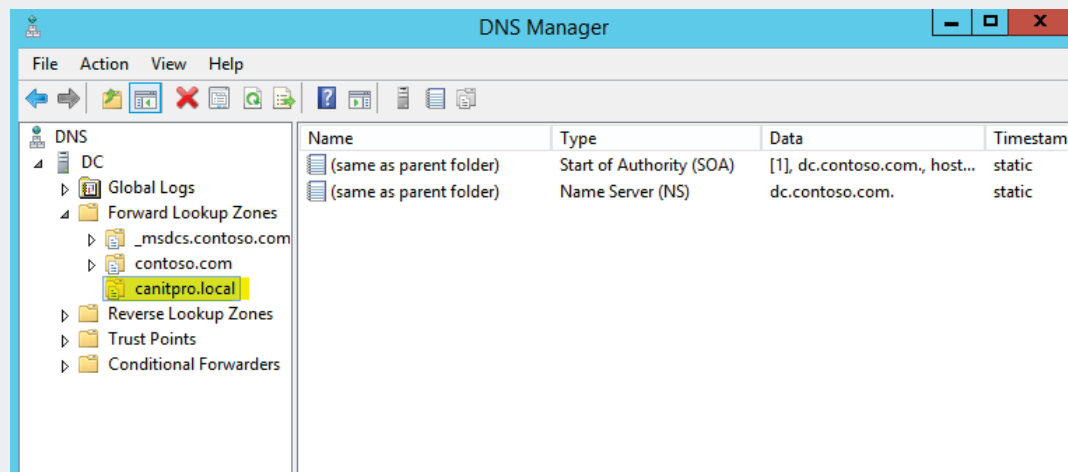 DNS Manager
File Action View Help
DNS
DC
Global Logs
Forward Lookup Zones
_msdcs.contoso.com
contoso.com
canitpro.local
Reverse Lookup Zones
Trust Points
Conditional Forwarders
Name Type Data Timestam
(same as parent folder) Start of Authority (SOA) [1], dc.contoso.com., host... static
(same as parent folder) Name Server (NS) dc.contoso.com. static